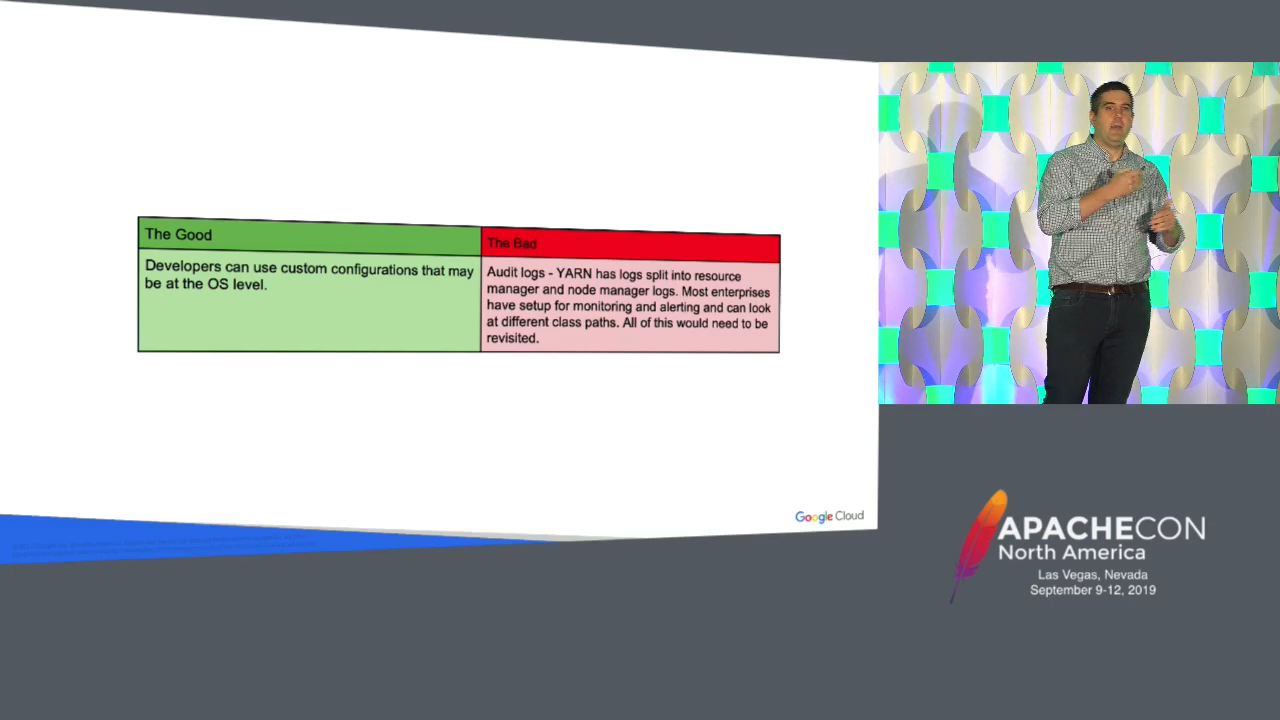 The Good
Developers can use custom configurations that may
be at the OS level.
The Bad
Audit logs - YARN has logs split into resource
manager and node manager logs. Most enterprises
have setup for monitoring and alerting and can look
at different class paths. All of this would need to be
revisited.
Google Cloud
APACHECON
North America
Las Vegas, Nevada
September 9-12, 2019